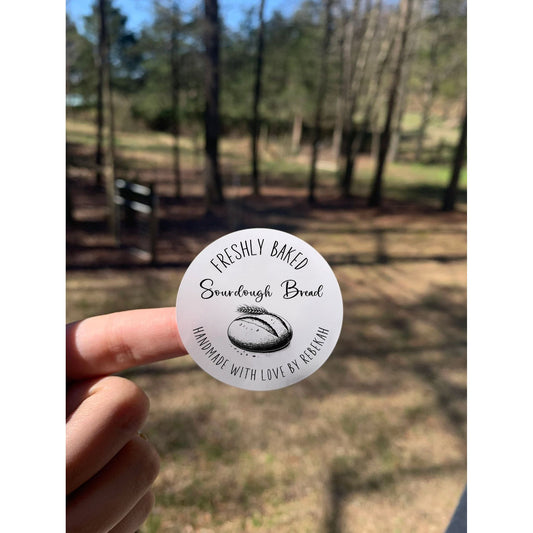 FRESHLY BAKED
Sourdough Bread
HANDMADE WITH LOVE BY REBEKAH